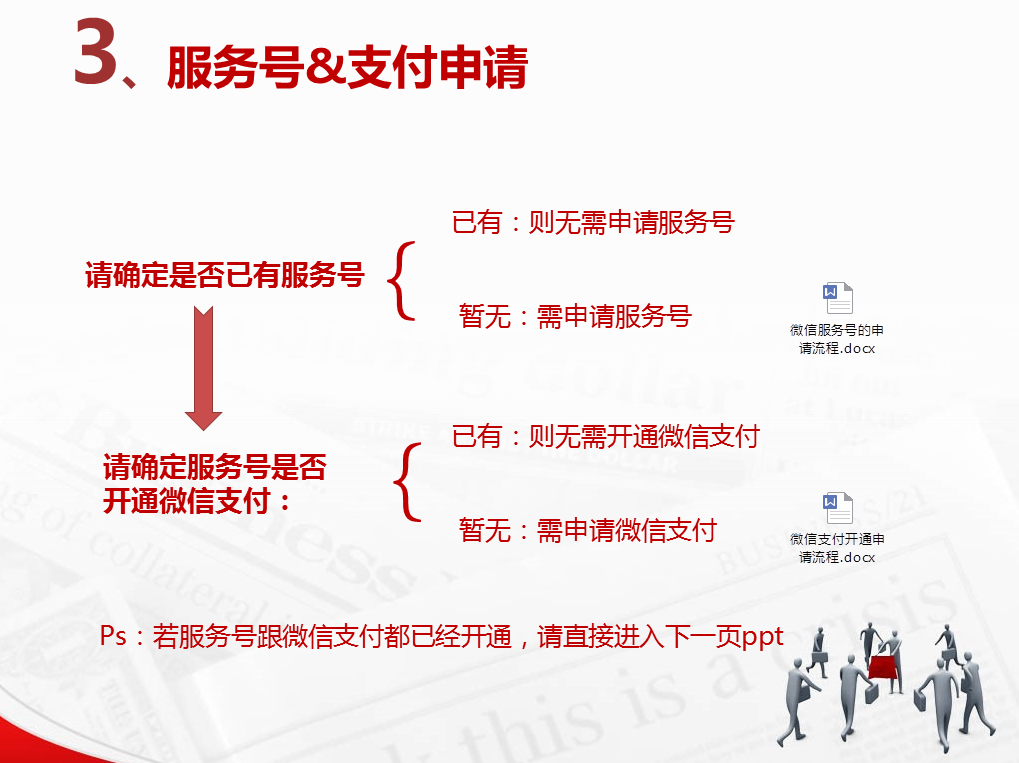 3、服务号&支付申请
已有：则无需申请服务号
请确定是否已有服务号
暂无：需申请服务号
微信服务号的申
请流程.docx
已有：则无需开通微信支付
请确定服务号是否
开通微信支付：
暂无：需申请微信支付
微信支付开通申
请流程.docx
Ps：若服务号跟微信支付都已经开通，请直接进入下一页ppt